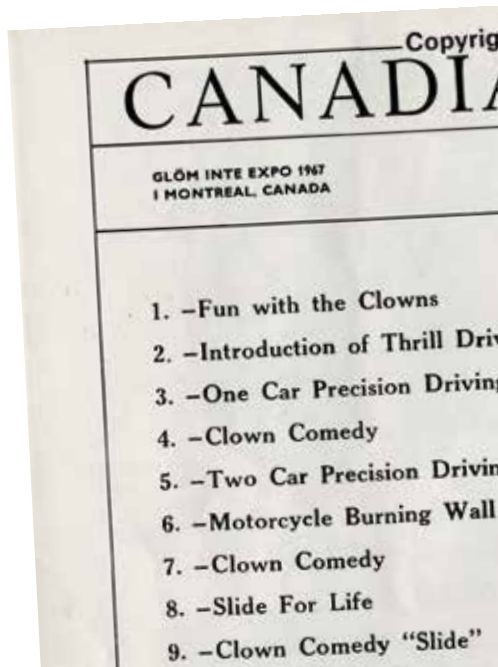 Copyrig
CANADIA
GLÖM INTE EXPO 1967
I MONTREAL, CANADA
1. –Fun with the Clowns
2. –Introduction of Thrill Driv
3. –One Car Precision Driving
4. –Clown Comedy
5. –Two Car Precision Drivin
6. –Motorcycle Burning Wall
7. –Clown Comedy
8. –Slide For Life
9. –Clown Comedy “Slide”